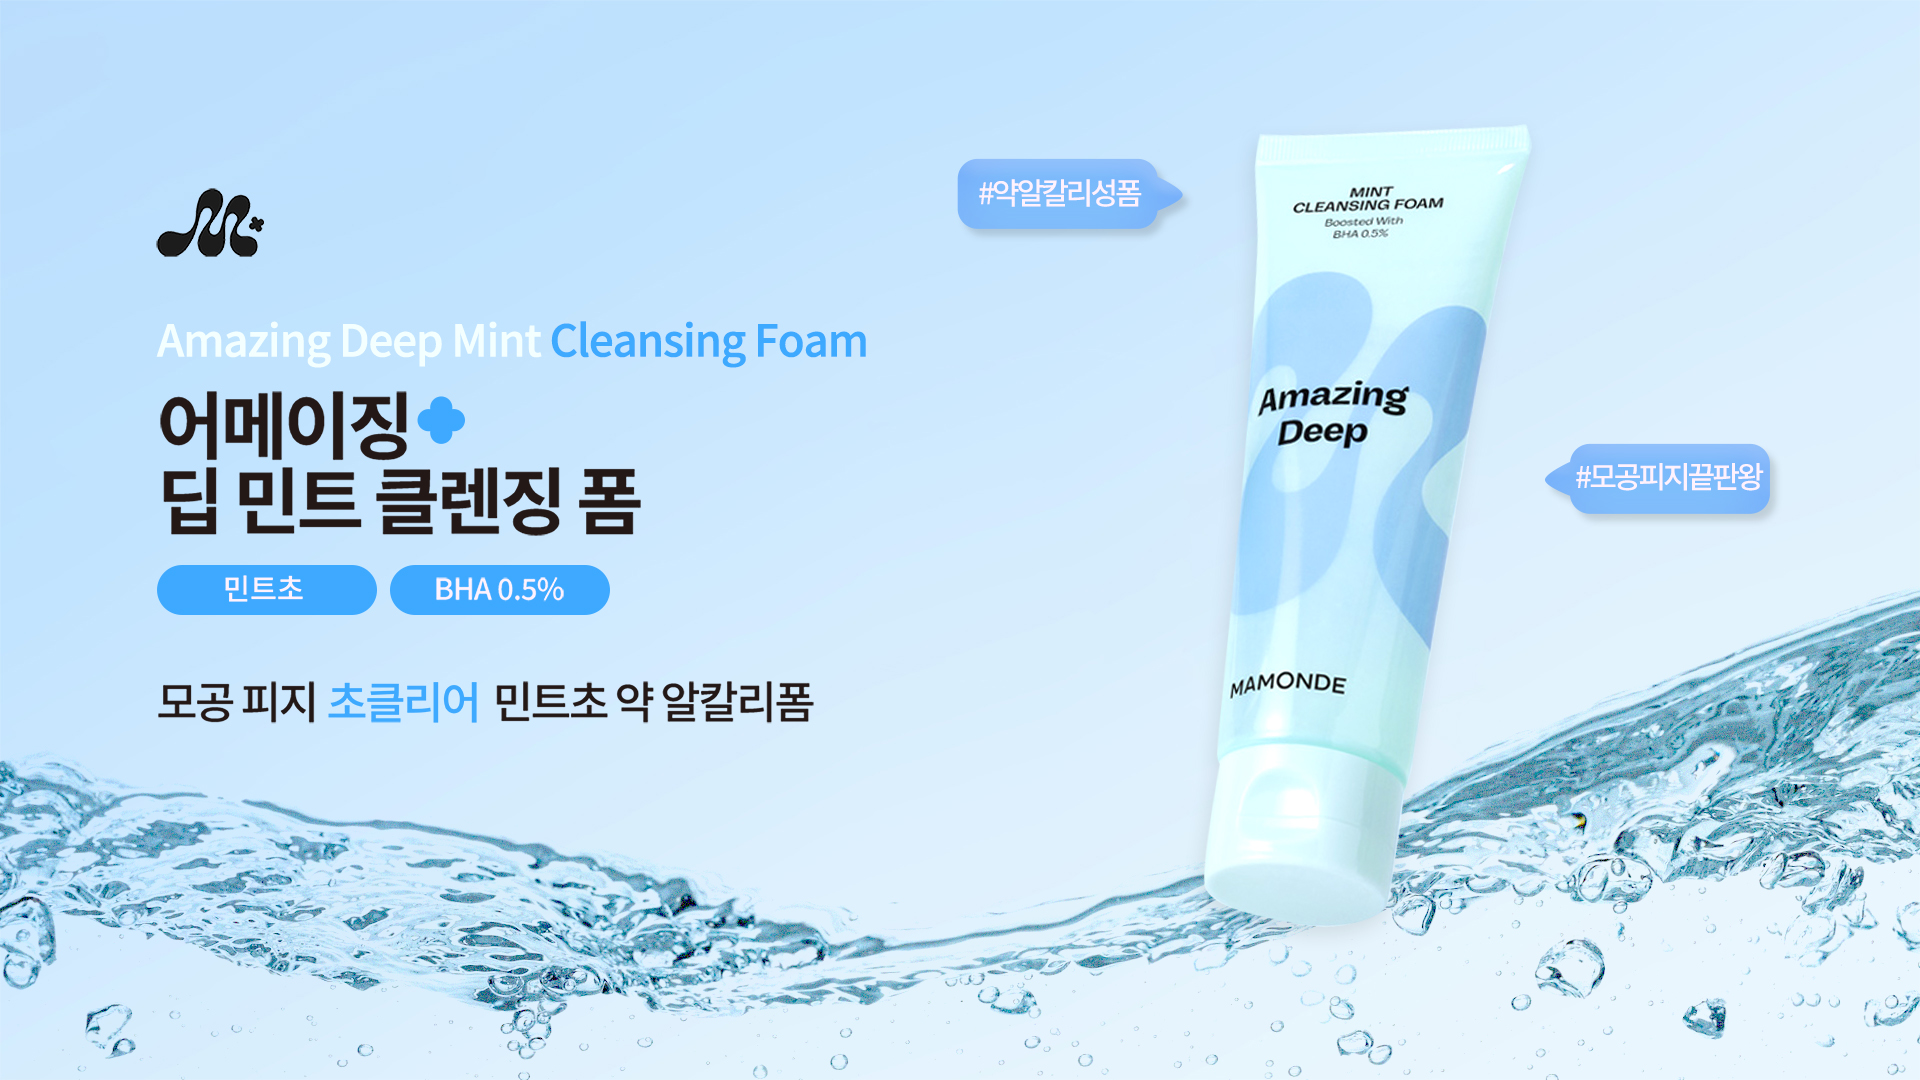 Amazing Deep Mint Cleansing Foam
어메이징
딥 민트 클렌징 폼
민트초
BHA 0.5%
모공 피지 초클리어 민트초 약 알칼리폼
#약알칼리성폼
MINT
CLEANSING FOAM
Boosted With
BHA 0.5%
Amazing
Deep
MAMONDE
#모공피지끝판왕